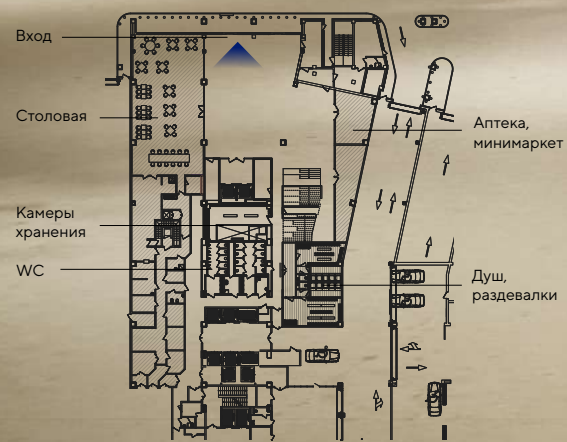 Вход
Столовая
Аптека,
минимаркет
Камеры
хранения
WC
Душ,
раздевалки